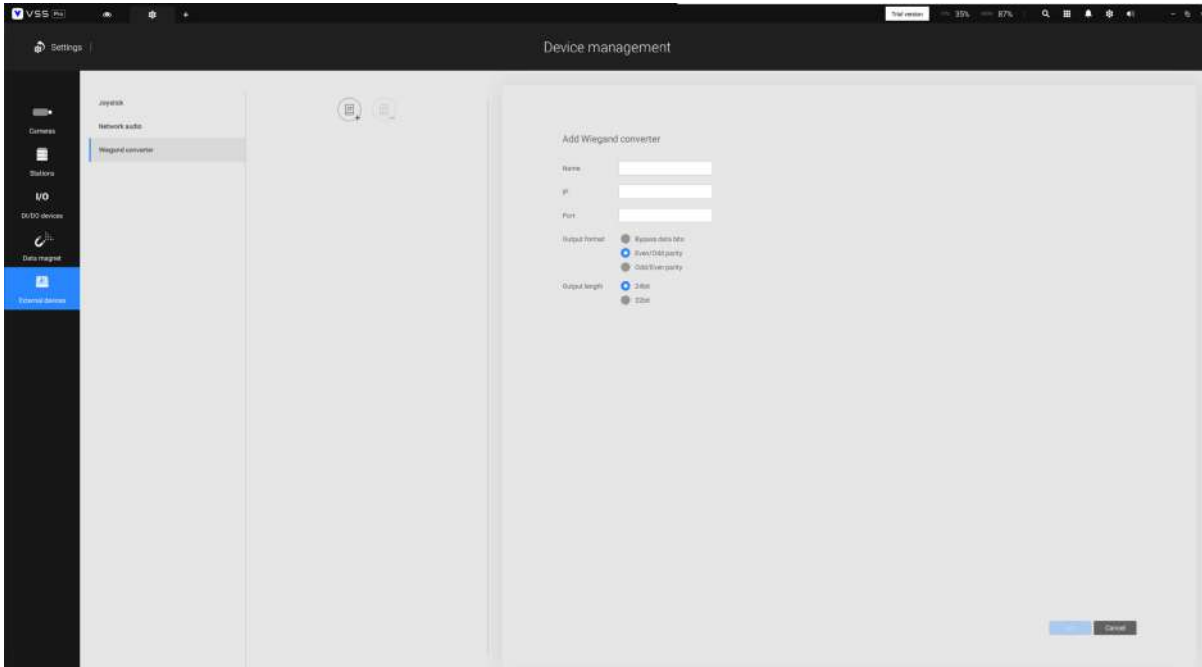 VSS Pro
Trial version
35%
87%
Settings
Device management
Cameras
Stations
I/O
DI/DO devices
Data magnet
External devices
Joystick
Network audio
Wiegand converter
Add Wiegand converter
Name
IP
Port
Output format
Bypass data bits
Even/Odd parity
Odd/Even parity
Output length
24bit
32bit
Cancel